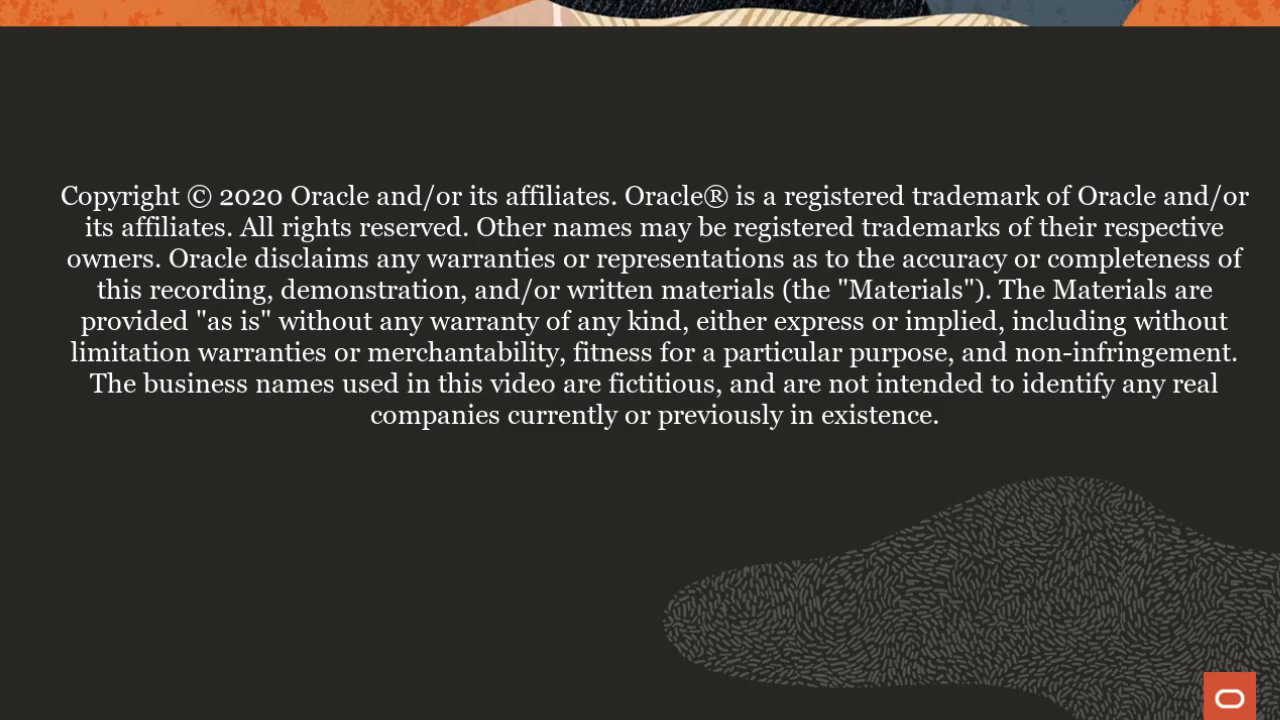 Copyright © 2020 Oracle and/or its affiliates. Oracle® is a registered trademark of Oracle and/or
its affiliates. All rights reserved. Other names may be registered trademarks of their respective
owners. Oracle disclaims any warranties or representations as to the accuracy or completeness of
this recording, demonstration, and/or written materials (the "Materials"). The Materials are
provided "as is" without any warranty of any kind, either express or implied, including without
limitation warranties or merchantability, fitness for a particular purpose, and non-infringement.
The business names used in this video are fictitious, and are not intended to identify any real
companies currently or previously in existence.